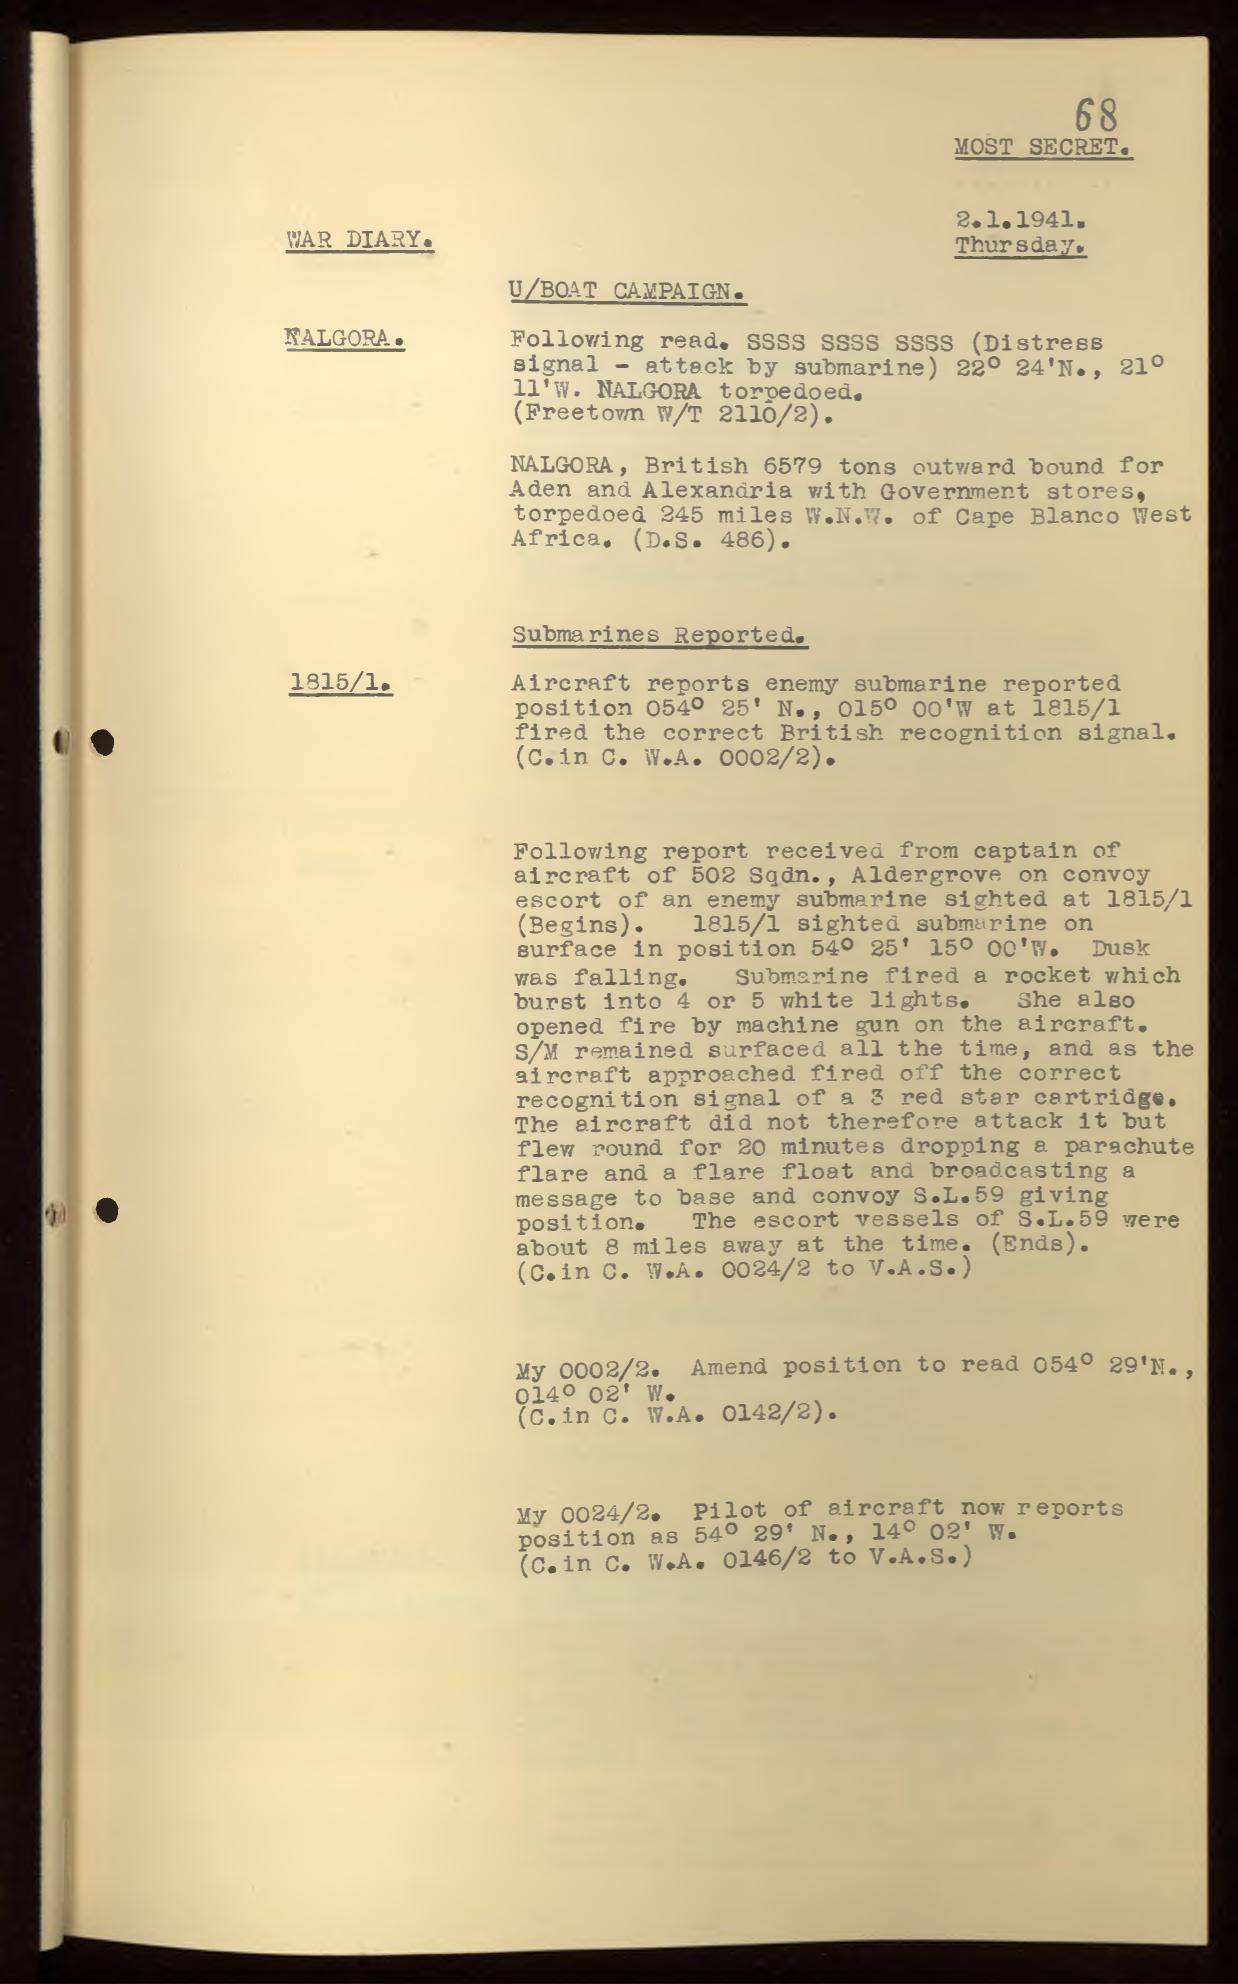 68
MOST SECRET.
2.1.1941.
WAR DIARY.
Thursday.
U/BOAT CAMPAIGN.
NALGORA.
Following read. SSSS SSSS SSSS (Distress
signal - attack by submarine) 22° 24'N., 21°
11'W. NALGORA torpedoed.
(Freetown W/T 2110/2).
NALGORA, British 6579 tons outward bound for
Aden and Alexandria with Government stores,
torpedoed 245 miles W.N.W. of Cape Blanco West
Africa. (D.S. 486).
Submarines Reported.
1815/1.
Aircraft reports enemy submarine reported
position 054° 25' N., 015° 00'W at 1815/1
fired the correct British recognition signal.
(C.in C. W.A. 0002/2).
Following report received from captain of
aircraft of 502 Sqdn., Aldergrove on convoy
escort of an enemy submarine sighted at 1815/1
(Begins). 1815/1 sighted submarine on
surface in position 54° 25' 15° 00'W. Dusk
was falling. Submarine fired a rocket which
burst into 4 or 5 white lights. She also
opened fire by machine gun on the aircraft.
S/M remained surfaced all the time, and as the
aircraft approached fired off the correct
recognition signal of a 3 red star cartridge.
The aircraft did not therefore attack it but
flew round for 20 minutes dropping a parachute
flare and a flare float and broadcasting a
message to base and convoy S.L.59 giving
position. The escort vessels of S.L.59 were
about 8 miles away at the time. (Ends).
(C.in C. W.A. 0024/2 to V.A.S.)
My 0002/2. Amend position to read 054° 29'N.,
014° 02' W.
(C.in C. W.A. 0142/2).
My 0024/2. Pilot of aircraft now reports
position as 54° 29' N., 14° 02' W.
(C.in C. W.A. 0146/2 to V.A.S.)